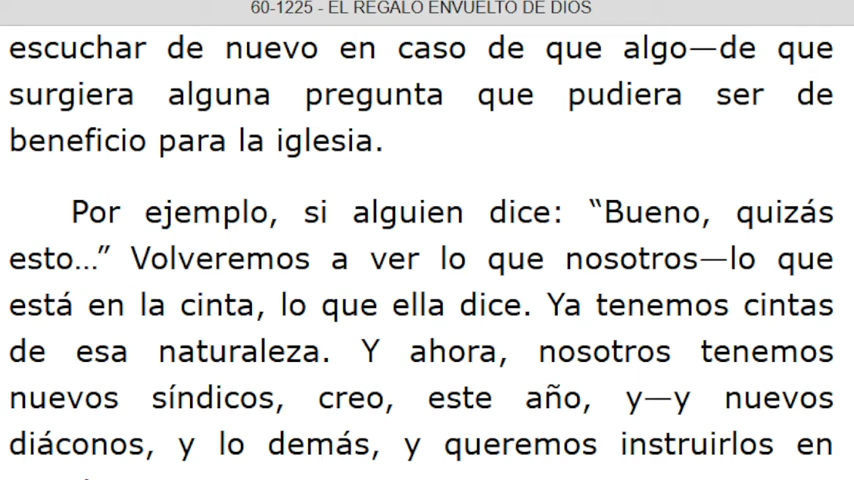 60-1225 - EL REGALO ENVUELTO DE DIOS
escuchar de nuevo en caso de que algo—de que
surgiera alguna pregunta que pudiera ser de
beneficio para la iglesia.
Por ejemplo, si alguien dice: “Bueno, quizás
esto...” Volveremos a ver lo que nosotros—lo que
está en la cinta, lo que ella dice. Ya tenemos cintas
de esa naturaleza. Y ahora, nosotros tenemos
nuevos síndicos, creo, este año, y—y nuevos
diáconos, y lo demás, y queremos instruirlos en